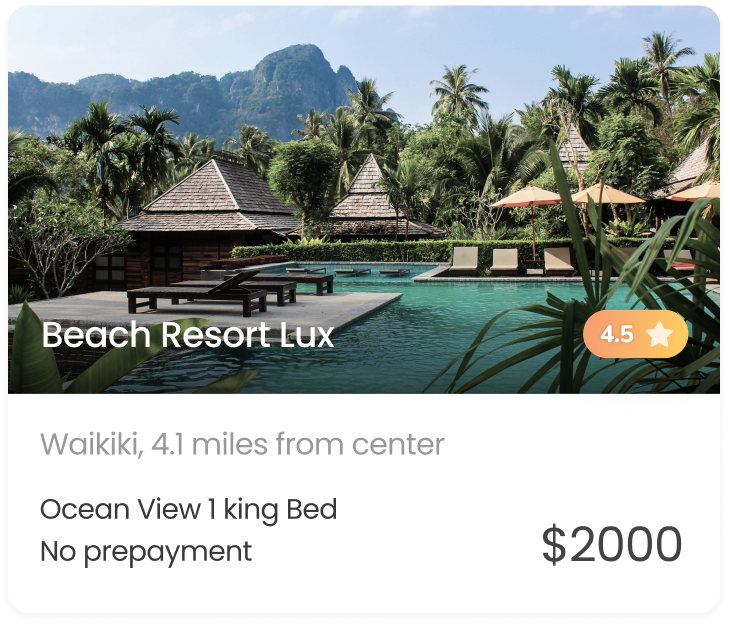 Beach Resort Lux
4.5
Waikiki, 4.1 miles from center
Ocean View 1 king Bed
No prepayment
$2000